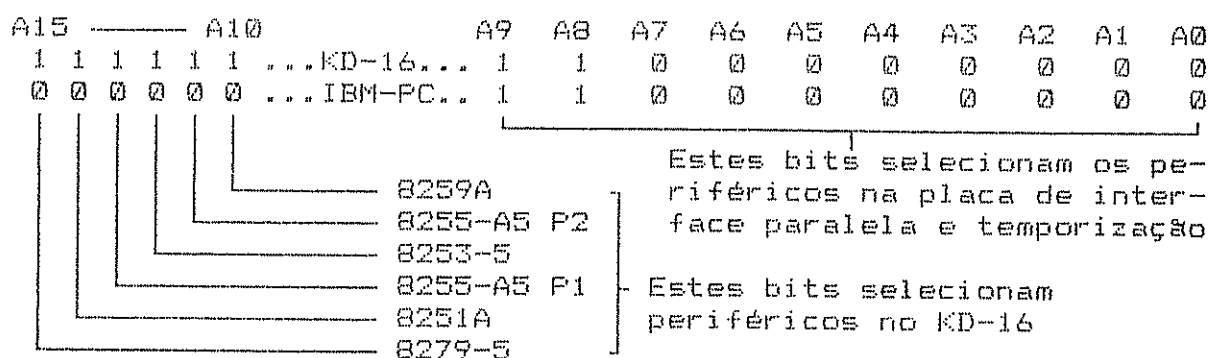 A15 ——— A10 A9 A8 A7 A6 A5 A4 A3 A2 A1 A0
1 1 1 1 1 1 ...KD-16... 1 1 0 0 0 0 0 0 0 0
0 0 0 0 0 0 ...IBM-PC.. 1 1 0 0 0 0 0 0 0 0
Estes bits selecionam os pe-
riféricos na placa de inter-
face paralela e temporização
8259A
8255-A5 P2
8253-5
8255-A5 P1
8251A
8279-5
Estes bits selecionam
periféricos no KD-16